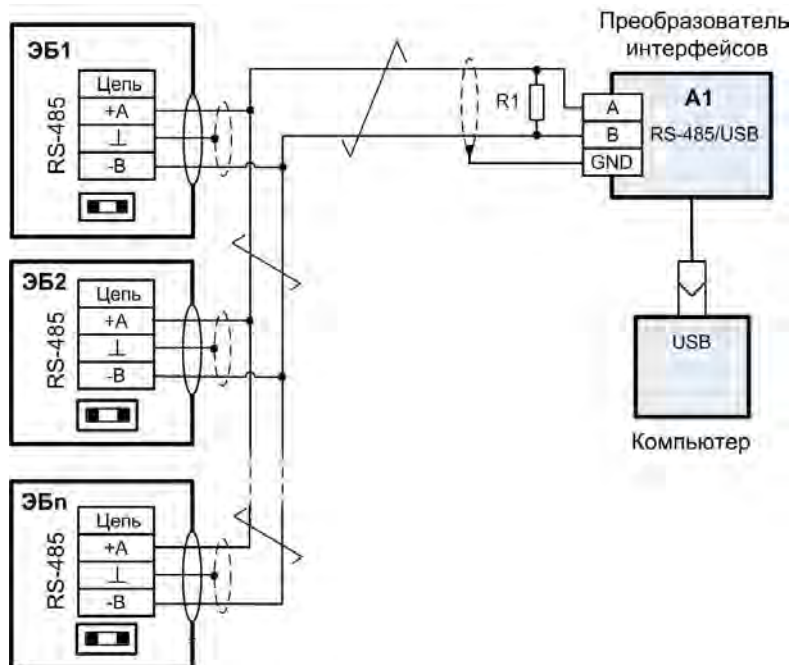 Преобразователь
интерфейсов
ЭБ1
RS-485
Цепь
+A
⊥
-B
R1
A
B
GND
A1
RS-485/USB
ЭБ2
RS-485
Цепь
+A
⊥
-B
USB
Компьютер
ЭБn
RS-485
Цепь
+A
⊥
-B